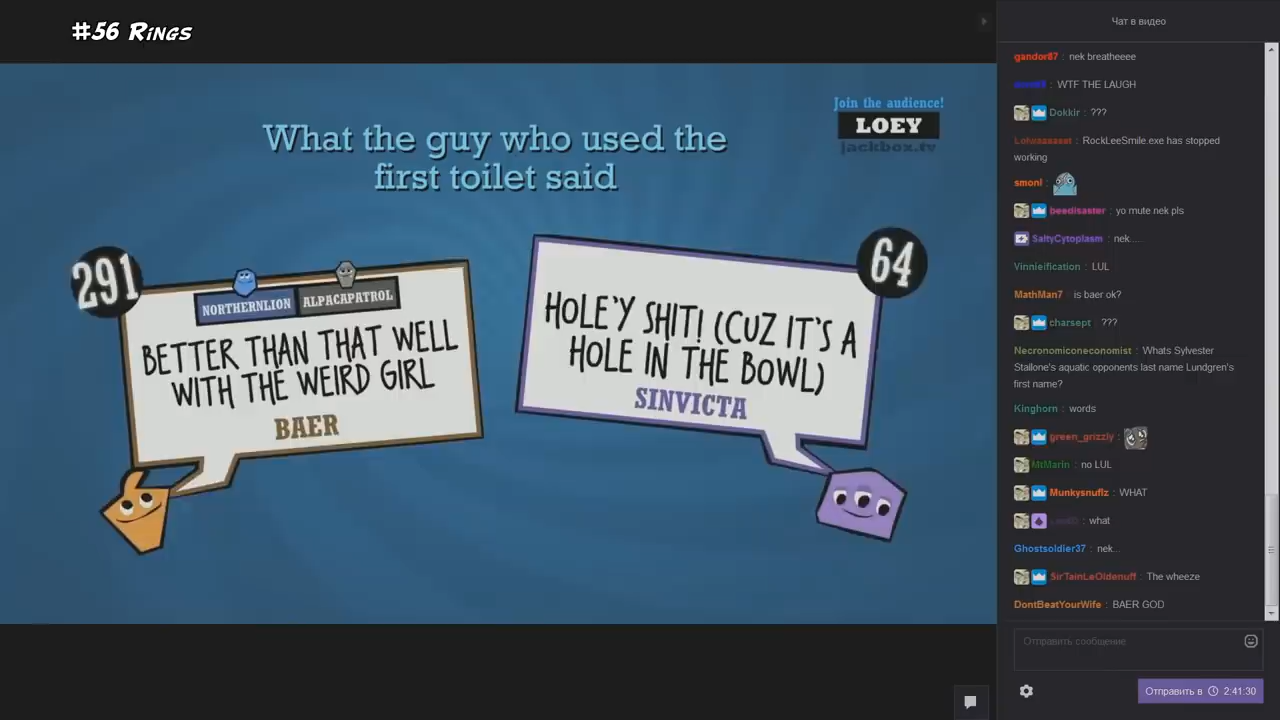 #56 Rings
What the guy who used the
first toilet said
Join the audience!
LOEY
jackbox.tv
291
NORTHERNLION
ALPACAPATROL
BETTER THAN THAT WELL
WITH THE WEIRD GIRL
BAER
64
HOLE'Y SHIT! (CUZ IT'S A
HOLE IN THE BOWL)
SINVICTA
Чат в видео
gandor87 : nek breatheeee
: WTF THE LAUGH
Dokkir : ???
: RockLeeSmile.exe has stopped
working
smonl :
beedisaster : yo mute nek pls
SaltyCytoplasm : nek....
Vinnieification : LUL
MathMan7 : is baer ok?
charsept : ???
Necronomiconeconomist : Whats Sylvester
Stallone's aquatic opponents last name Lundgren's
first name?
Kinghorn : words
green_grizzly :
MtMarin : no LUL
Munkysnuflz : WHAT
: what
Ghostsoldier37 : nek..
SirTainLeOldenuff : The wheeze
DontBeatYourWife : BAER GOD
Отправить сообщение
Отправить в 2:41:30